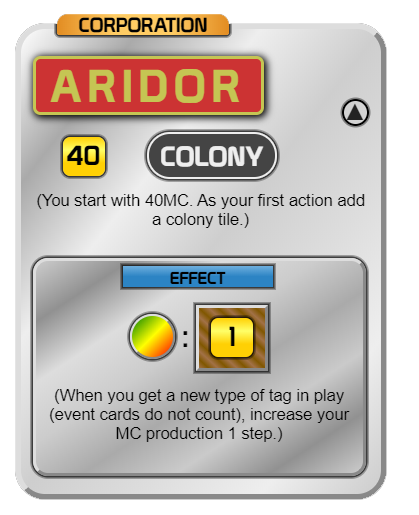 CORPORATION
ARIDOR
40 COLONY
(You start with 40MC. As your first action add
a colony tile.)
EFFECT
: 1
(When you get a new type of tag in play
(event cards do not count), increase your
MC production 1 step.)